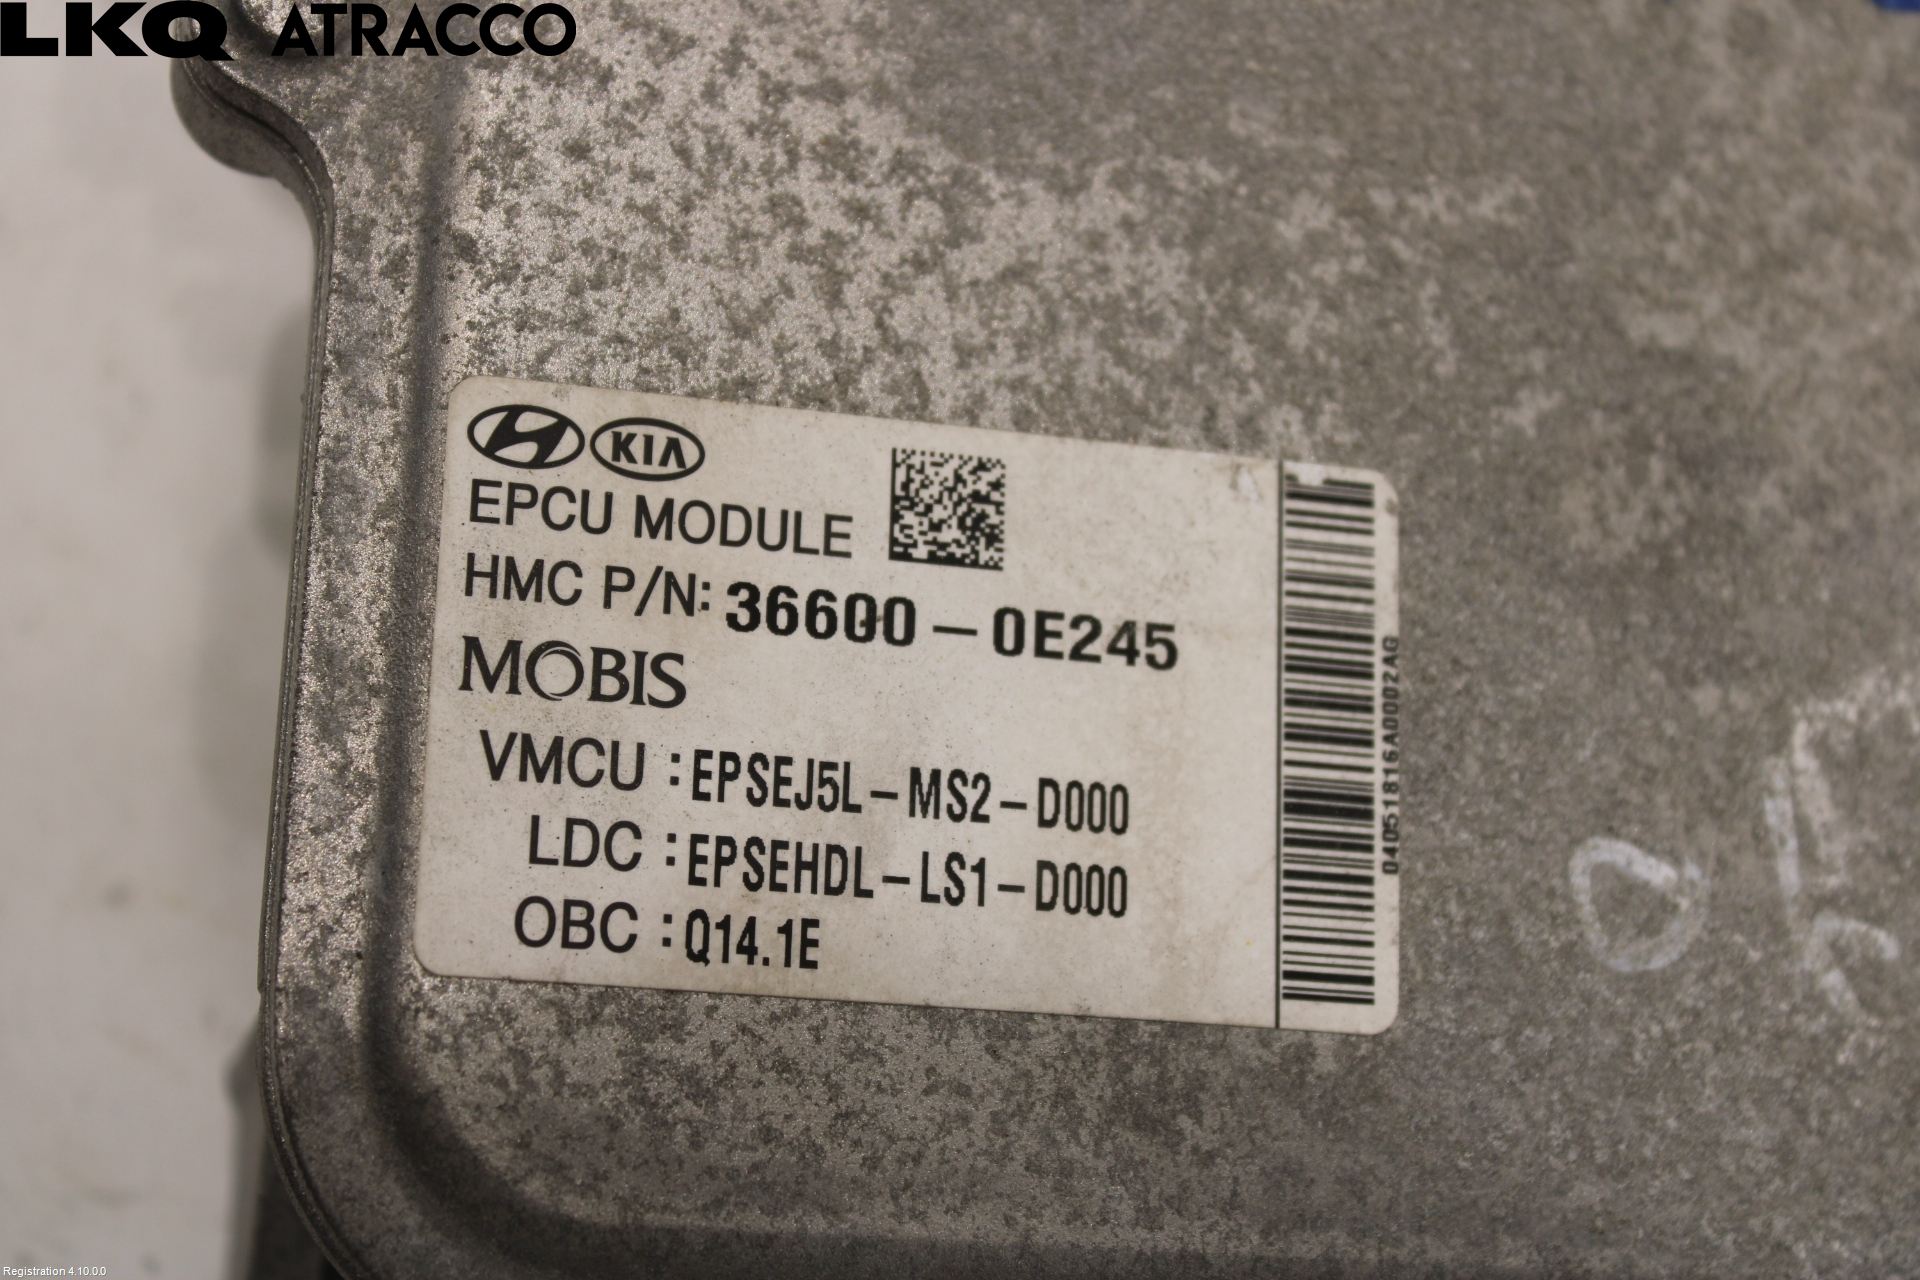 LKQ ATRACCO
KIA
EPCU MODULE
HMC P/N: 36600-0E245
MOBIS
VMCU : EPSEJ5L-MS2-D000
LDC : EPSEHDL-LS1-D000
OBC : Q14.1E
04051816A00002AG
Registration 4.10.0.0